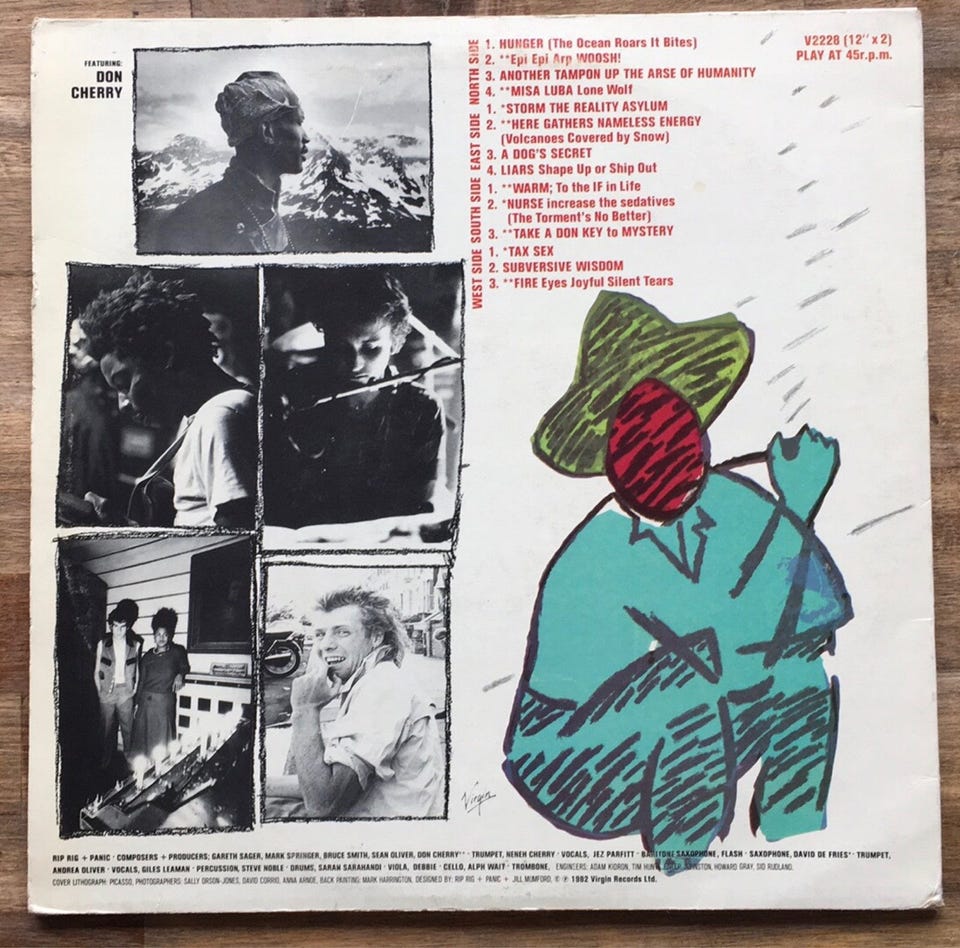 FEATURING:
DON
CHERRY
NORTH SIDE
1. HUNGER (The Ocean Roars It Bites)
2. **Epi Epi Arp WOOSH!
3. ANOTHER TAMPON UP THE ARSE OF HUMANITY
4. **MISA LUBA Lone Wolf
EAST SIDE
1. *STORM THE REALITY ASYLUM
2. **HERE GATHERS NAMELESS ENERGY
(Volcanoes Covered by Snow)
3. A DOG'S SECRET
4. LIARS Shape Up or Ship Out
SOUTH SIDE
1. **WARM; To the IF in Life
2. *NURSE increase the sedatives
(The Torment's No Better)
3. **TAKE A DON KEY to MYSTERY
WEST SIDE
1. *TAX SEX
2. SUBVERSIVE WISDOM
3. **FIRE Eyes Joyful Silent Tears
V2228 (12'' x 2)
PLAY AT 45r.p.m.
Virgin
RIP RIG + PANIC · COMPOSERS + PRODUCERS; GARETH SAGER, MARK SPRINGER, BRUCE SMITH, SEAN OLIVER, DON CHERRY** · TRUMPET, NENEH CHERRY · VOCALS, JEZ PARFITT · BARITONE SAXOPHONE, FLASH · SAXOPHONE, DAVID DE FRIES* · TRUMPET,
ANDREA OLIVER · VOCALS, GILES LEAMAN · PERCUSSION, STEVE NOBLE · DRUMS, SARAH SARAHANDI · VIOLA, DEBBIE · CELLO, ALPH WAIT · TROMBONE, ENGINEERS: ADAM KIDRON, TIM HOWARD GRAY, SID RUDLAND.
COVER LITHOGRAPH: PICASSO, PHOTOGRAPHERS: SALLY ORSON-JONES, DAVID CORRIO, ANNA ARNOE, BACK PAINTING: MARK HARRINGTON, DESIGNED BY: RIP RIG + PANIC + JILL MUMFORD, © ℗ 1982 Virgin Records Ltd.